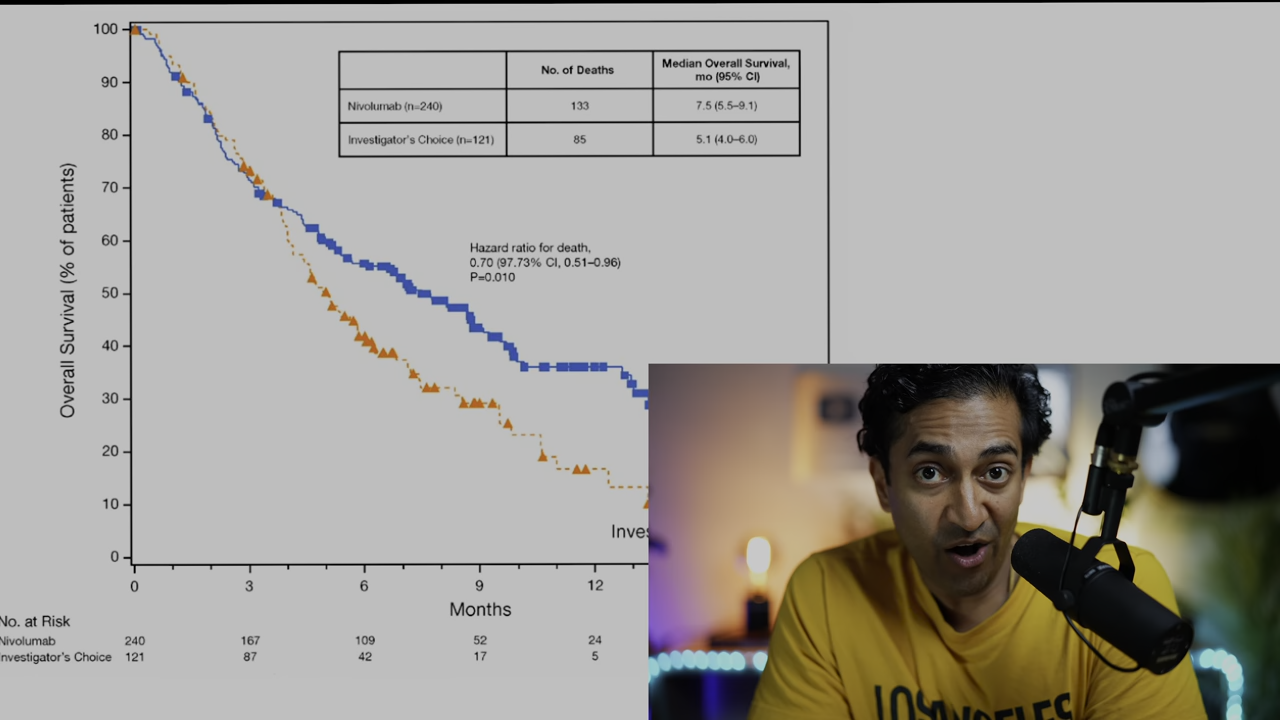 100
90
80
70
60
50
40
30
20
10
0
Overall Survival (% of patients)
No. of Deaths
Median Overall Survival,
mo (95% CI)
Nivolumab (n=240)
133
7.5 (5.5–9.1)
Investigator's Choice (n=121)
85
5.1 (4.0–6.0)
Hazard ratio for death,
0.70 (97.73% CI, 0.51–0.96)
P=0.010
0
3
6
9
12
Months
No. at Risk
Nivolumab
240
167
109
52
24
Investigator's Choice
121
87
42
17
5